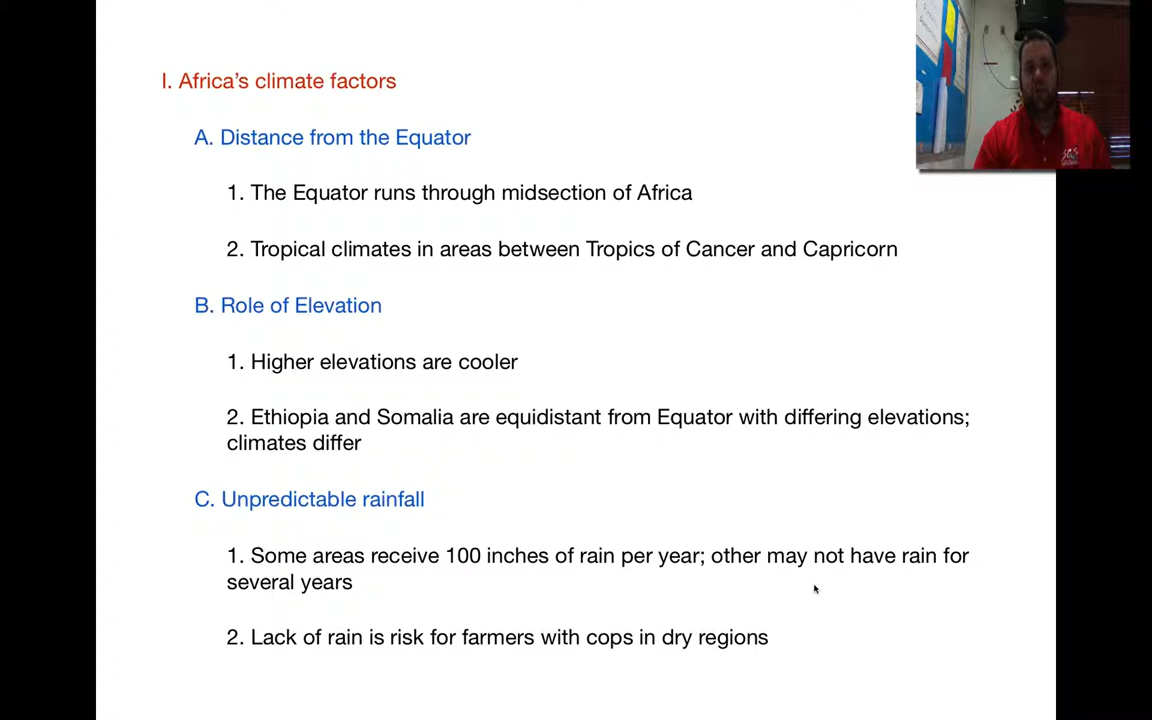 I. Africa's climate factors
A. Distance from the Equator
1. The Equator runs through midsection of Africa
2. Tropical climates in areas between Tropics of Cancer and Capricorn
B. Role of Elevation
1. Higher elevations are cooler
2. Ethiopia and Somalia are equidistant from Equator with differing elevations;
climates differ
C. Unpredictable rainfall
1. Some areas receive 100 inches of rain per year; other may not have rain for
several years
2. Lack of rain is risk for farmers with cops in dry regions